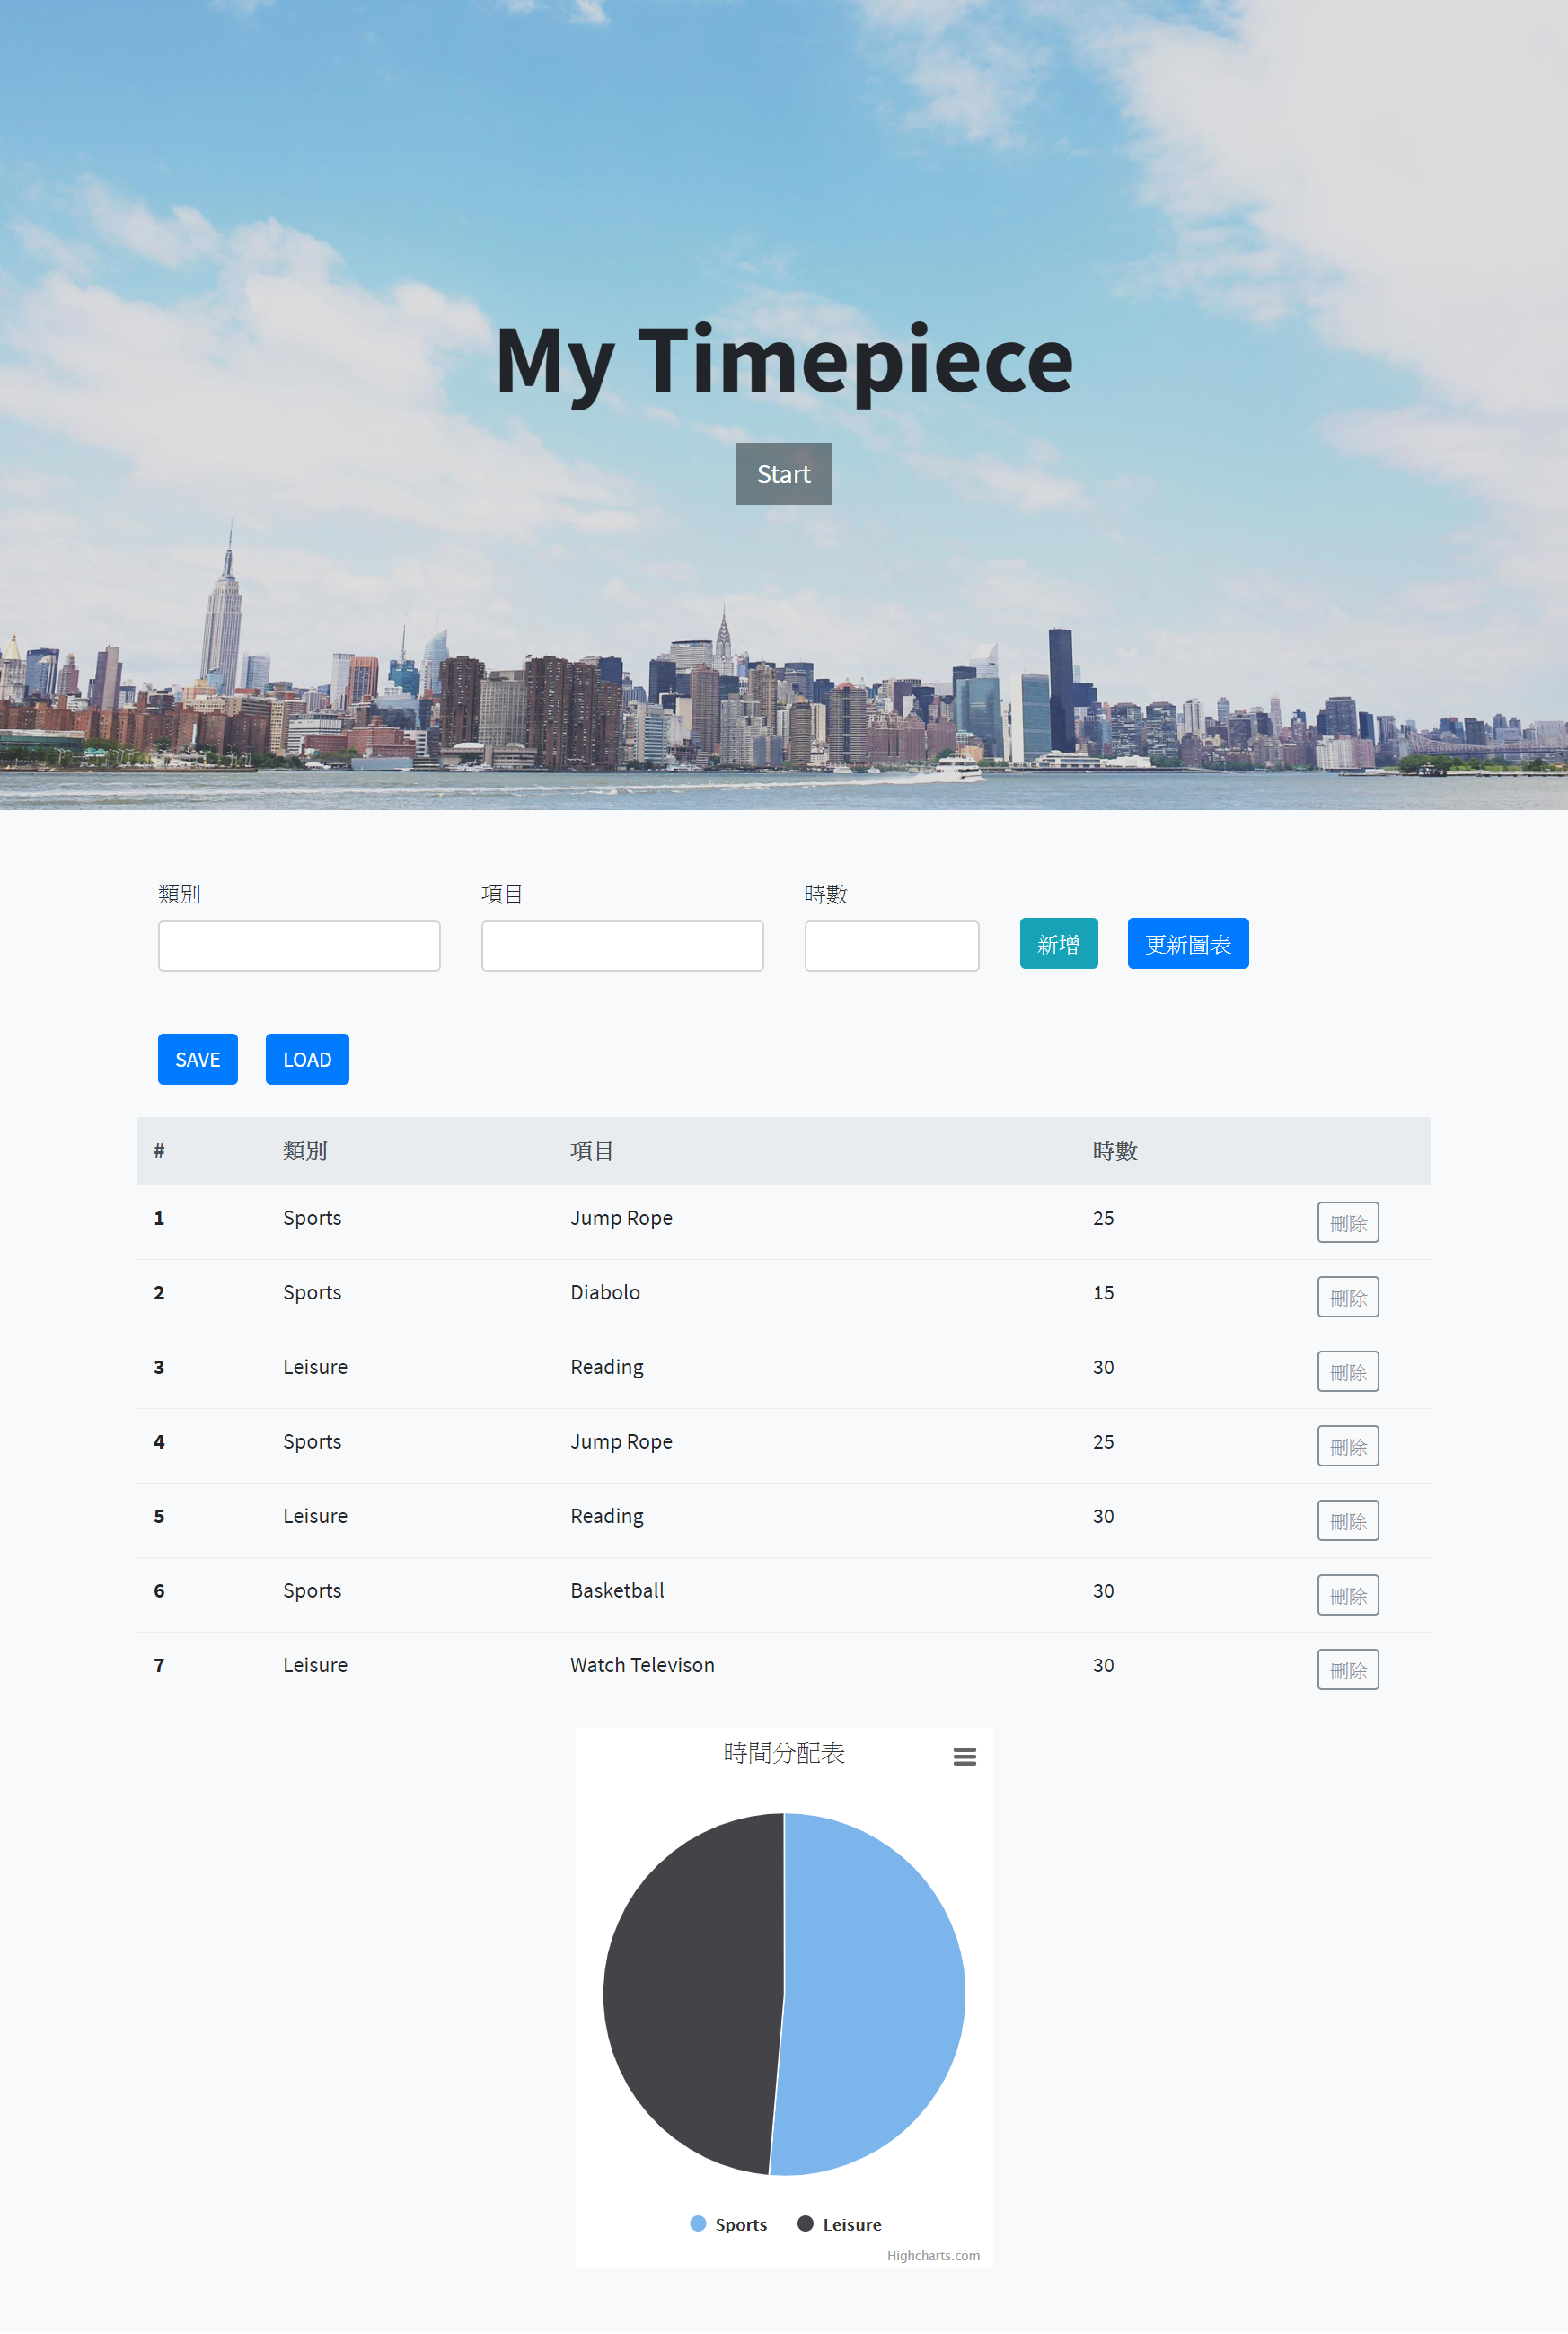 My Timepiece
Start
類別 項目 時數
新增 更新圖表
SAVE LOAD
# 類別 項目 時數
1 Sports Jump Rope 25 刪除
2 Sports Diabolo 15 刪除
3 Leisure Reading 30 刪除
4 Sports Jump Rope 25 刪除
5 Leisure Reading 30 刪除
6 Sports Basketball 30 刪除
7 Leisure Watch Televison 30 刪除
時間分配表
Sports Leisure
Highcharts.com